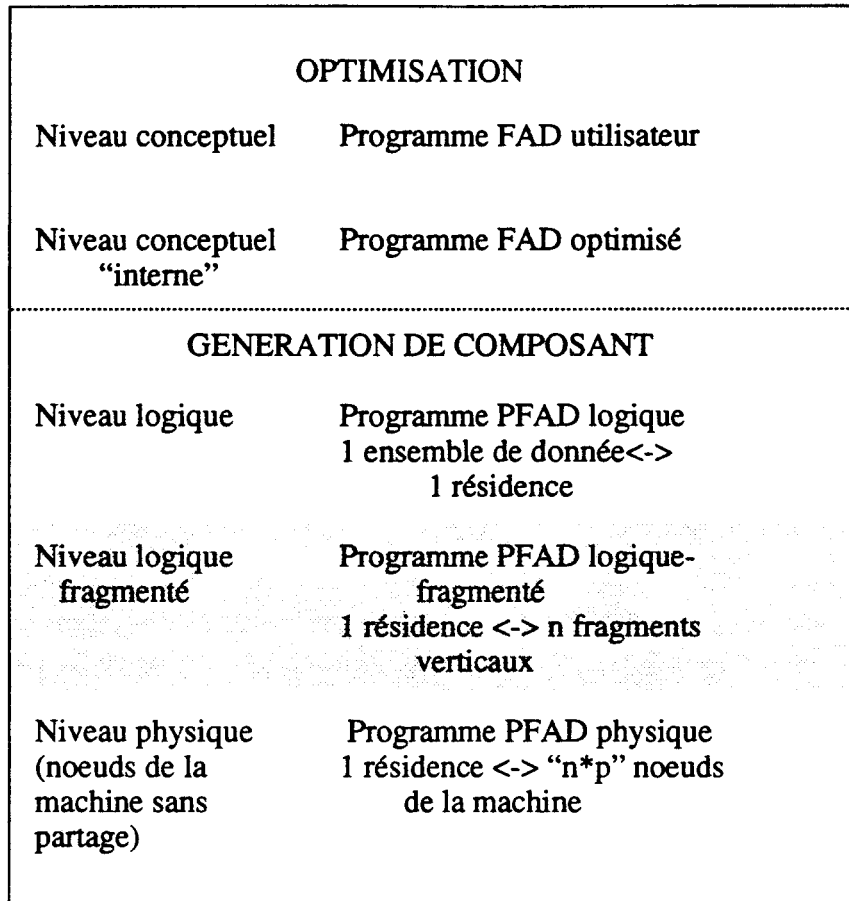 OPTIMISATION
Niveau conceptuel Programme FAD utilisateur
Niveau conceptuel Programme FAD optimisé
“interne”
GENERATION DE COMPOSANT
Niveau logique Programme PFAD logique
1 ensemble de donnée<->
1 résidence
Niveau logique Programme PFAD logique-
fragmenté fragmenté
1 résidence <-> n fragments
verticaux
Niveau physique Programme PFAD physique
(noeuds de la 1 résidence <-> “n*p” noeuds
machine sans de la machine
partage)